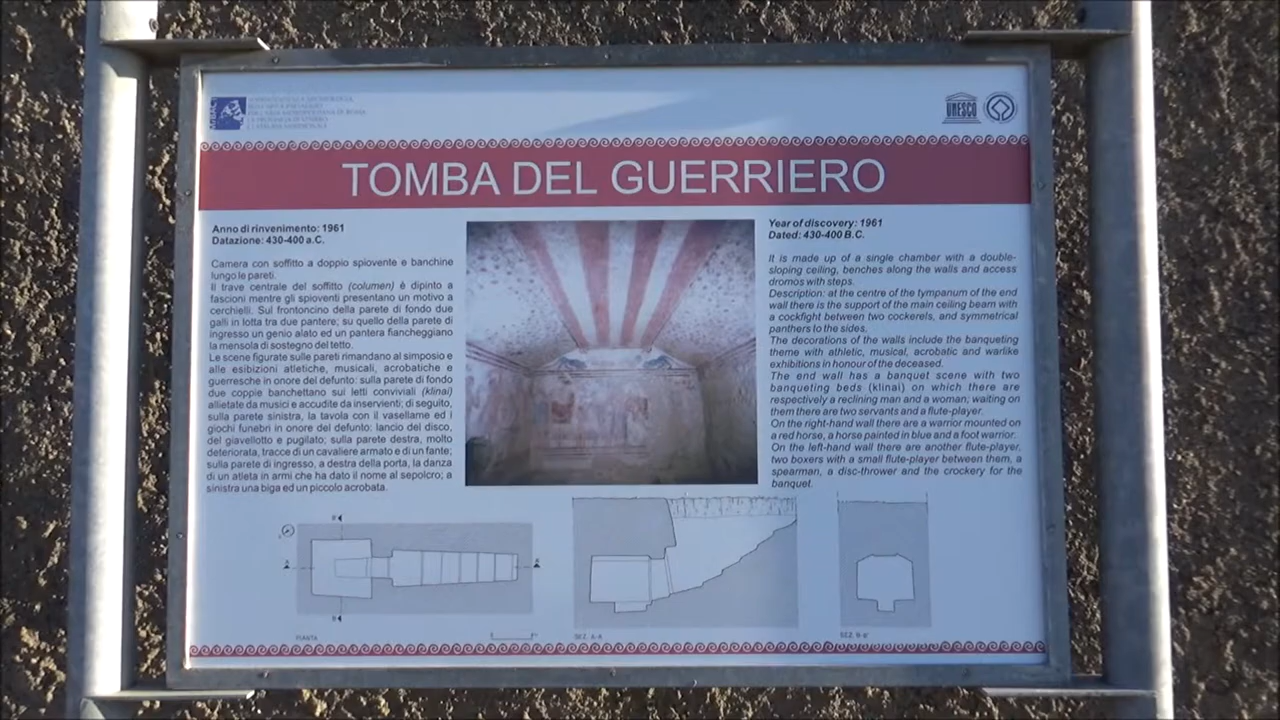 UNESCO
TOMBA DEL GUERRIERO
Anno di rinvenimento: 1961
Datazione: 430-400 a.C.
Camera con soffitto a doppio spiovente e banchine
lungo le pareti.
Il trave centrale del soffitto (columen) è dipinto a
fascioni mentre gli spioventi presentano un motivo a
cerchielli. Sul frontoncino della parete di fondo due
galli in lotta tra due pantere; su quello della parete di
ingresso un genio alato ed un pantera fiancheggiano
la mensola di sostegno del tetto.
Le scene figurate sulle pareti rimandano al simposio e
alle esibizioni atletiche, musicali, acrobatiche e
guerresche in onore del defunto: sulla parete di fondo
due coppie banchettano sui letti conviviali (klinai)
allietate da musici e accudite da inservienti; di seguito,
sulla parete sinistra, la tavola con il vasellame ed i
giochi funebri in onore del defunto: lancio del disco,
del giavellotto e pugilato; sulla parete destra, molto
deteriorata, tracce di un cavaliere armato e di un fante;
sulla parete di ingresso, a destra della porta, la danza
di un atleta in armi che ha dato il nome al sepolcro; a
sinistra una biga ed un piccolo acrobata.
Year of discovery: 1961
Dated: 430-400 B.C.
It is made up of a single chamber with a double-
sloping ceiling, benches along the walls and access
dromos with steps.
Description: at the centre of the tympanum of the end
wall there is the support of the main ceiling beam with
a cockfight between two cockerels, and symmetrical
panthers to the sides.
The decorations of the walls include the banqueting
theme with athletic, musical, acrobatic and warlike
exhibitions in honour of the deceased.
The end wall has a banquet scene with two
banqueting beds (klinai) on which there are
respectively a reclining man and a woman; waiting on
them there are two servants and a flute-player.
On the right-hand wall there are a warrior mounted on
a red horse, a horse painted in blue and a foot warrior.
On the left-hand wall there are another flute-player,
two boxers with a small flute-player between them, a
spearman, a disc-thrower and the crockery for the
banquet.
PIANTA
SEZ. A-A